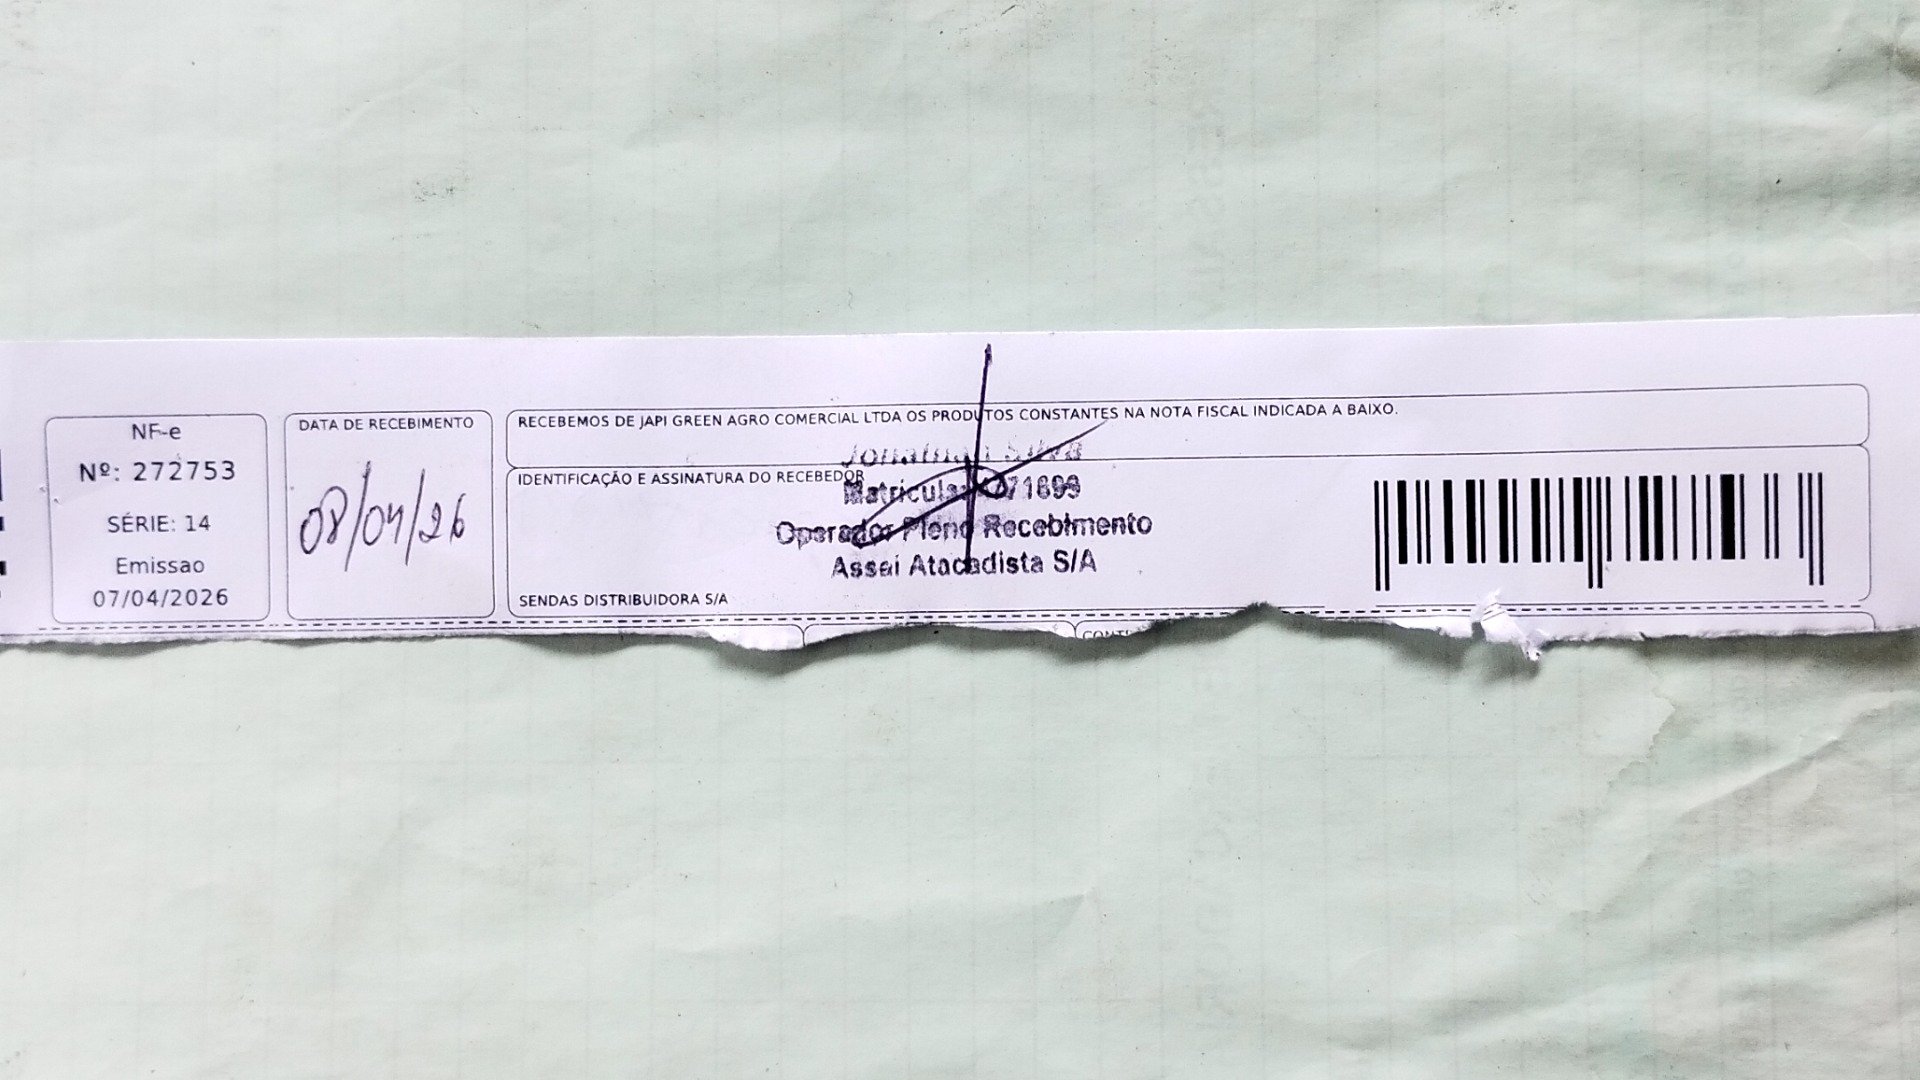 NF-e
Nº: 272753
SÉRIE: 14
Emissao
07/04/2026
DATA DE RECEBIMENTO
08/04/26
RECEBEMOS DE JAPI GREEN AGRO COMERCIAL LTDA OS PRODUTOS CONSTANTES NA NOTA FISCAL INDICADA A BAIXO.
IDENTIFICAÇÃO E ASSINATURA DO RECEBEDOR
Silva
Matricula:
Operador Pleno Recebimento
Assai Atacadista S/A
SENDAS DISTRIBUIDORA S/A